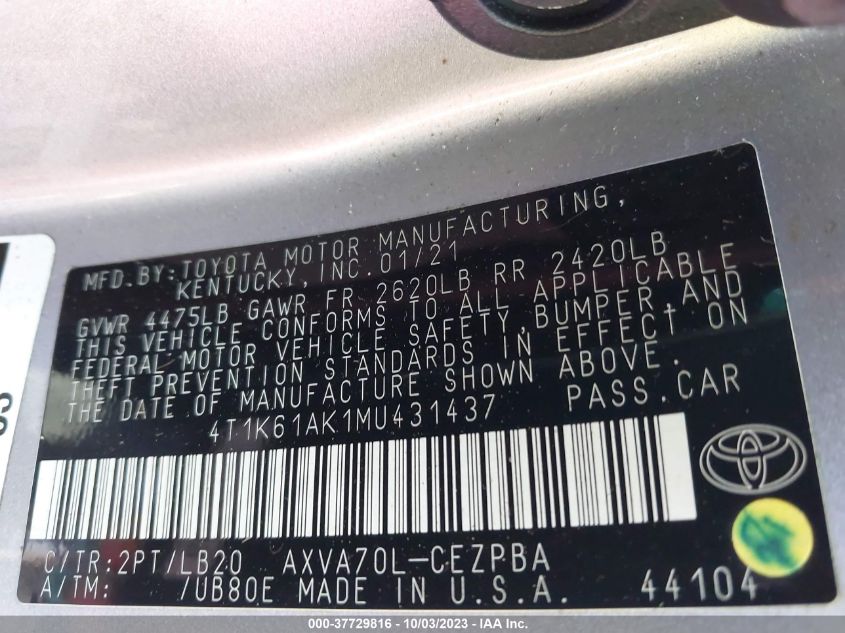 MFD. BY: TOYOTA MOTOR MANUFACTURING,
KENTUCKY, INC. 01/21
GVWR 4475LB GAWR FR 2620LB RR 2420LB
THIS VEHICLE CONFORMS TO ALL APPLICABLE
FEDERAL MOTOR VEHICLE SAFETY, BUMPER, AND
THEFT PREVENTION STANDARDS IN EFFECT ON
THE DATE OF MANUFACTURE SHOWN ABOVE.
4T1K61AK1MU431437 PASS. CAR
C/TR: 2PT/LB20 AXVA70L-CEZPBA
A/TM: /UB80E MADE IN U.S.A. 44104
000-37729816 - 10/03/2023 - IAA Inc.